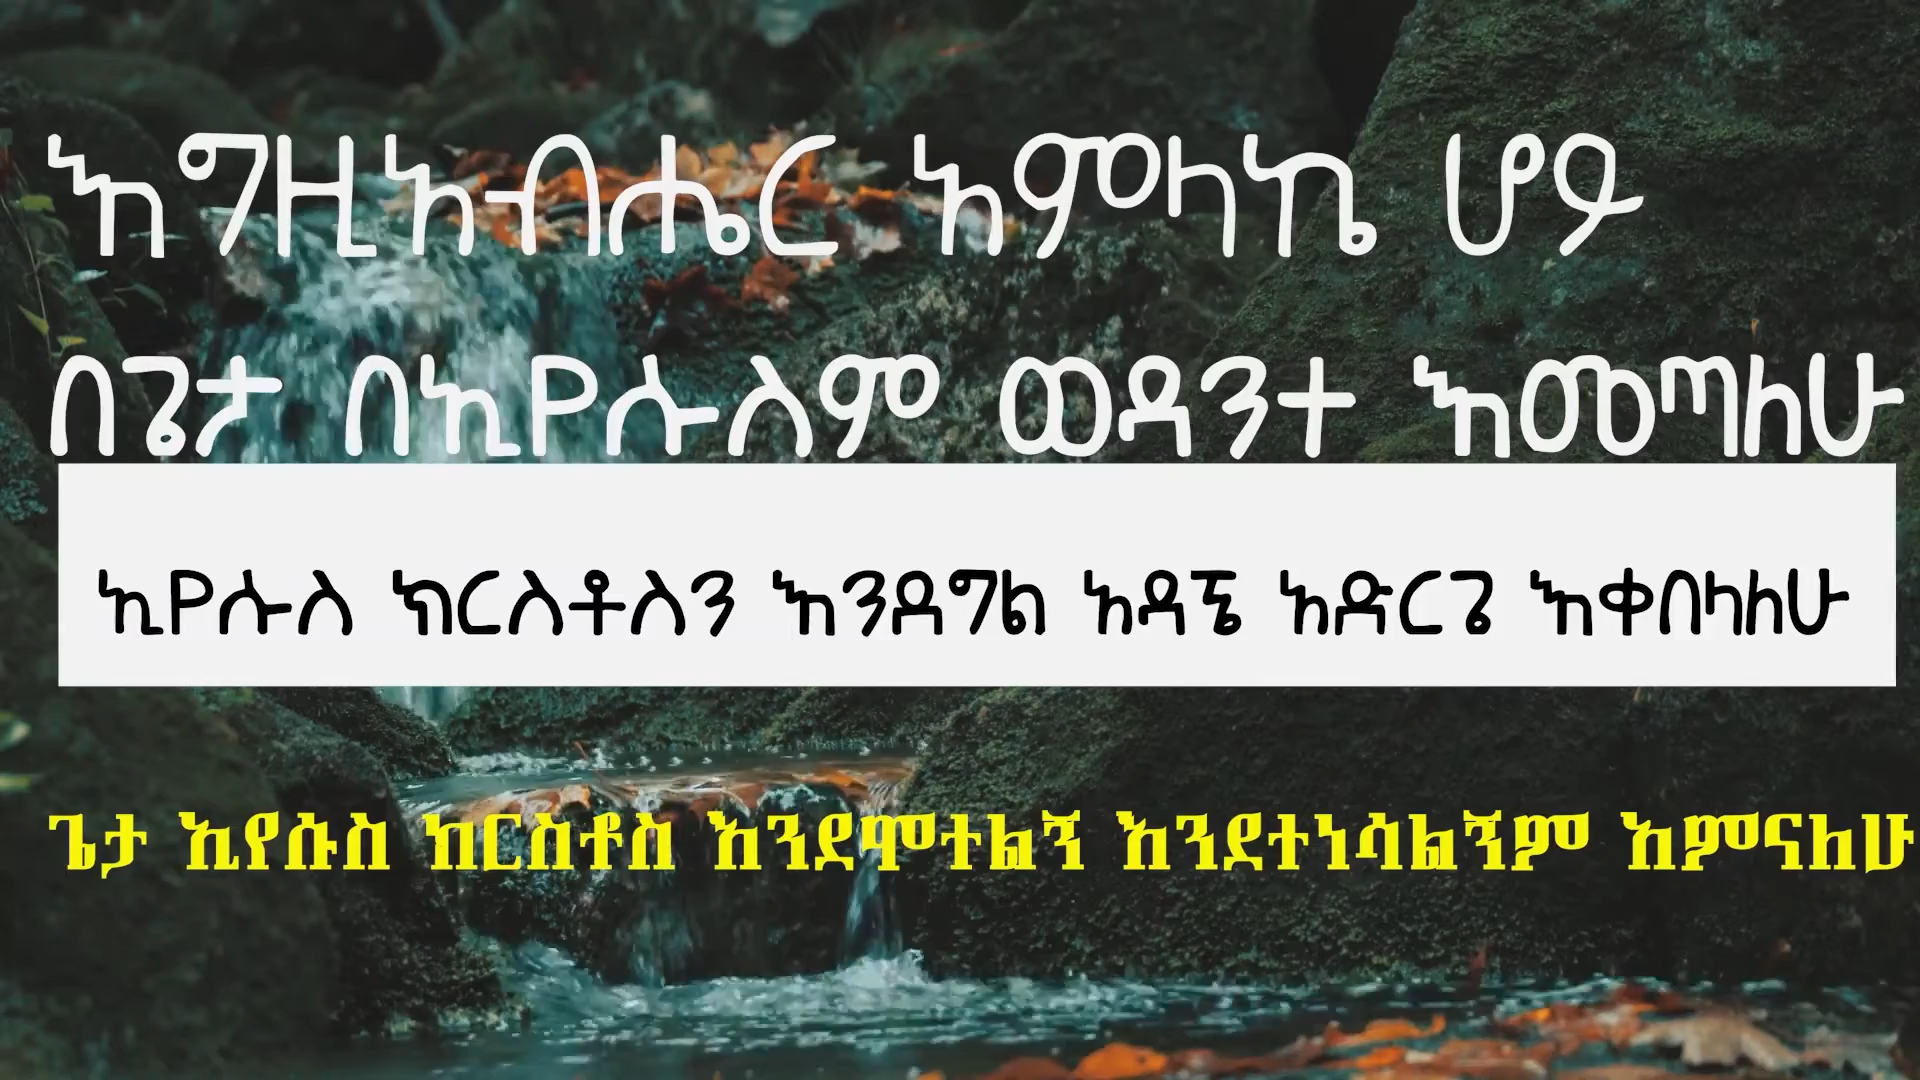 እግዚአብሔር አምላኬ ሆይ
በጌታ በኢየሱስም ወዳንተ እመጣለሁ
ኢየሱስ ክርስቶስን እንደግል አዳኜ አድርጌ እቀበላለሁ
ጌታ ኢየሱስ ክርስቶስ እንደሞተልኝ እንደተነሳልኝም አምናለሁ